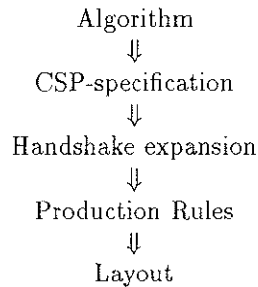 Algorithm
⇓
CSP-specification
⇓
Handshake expansion
⇓
Production Rules
⇓
Layout